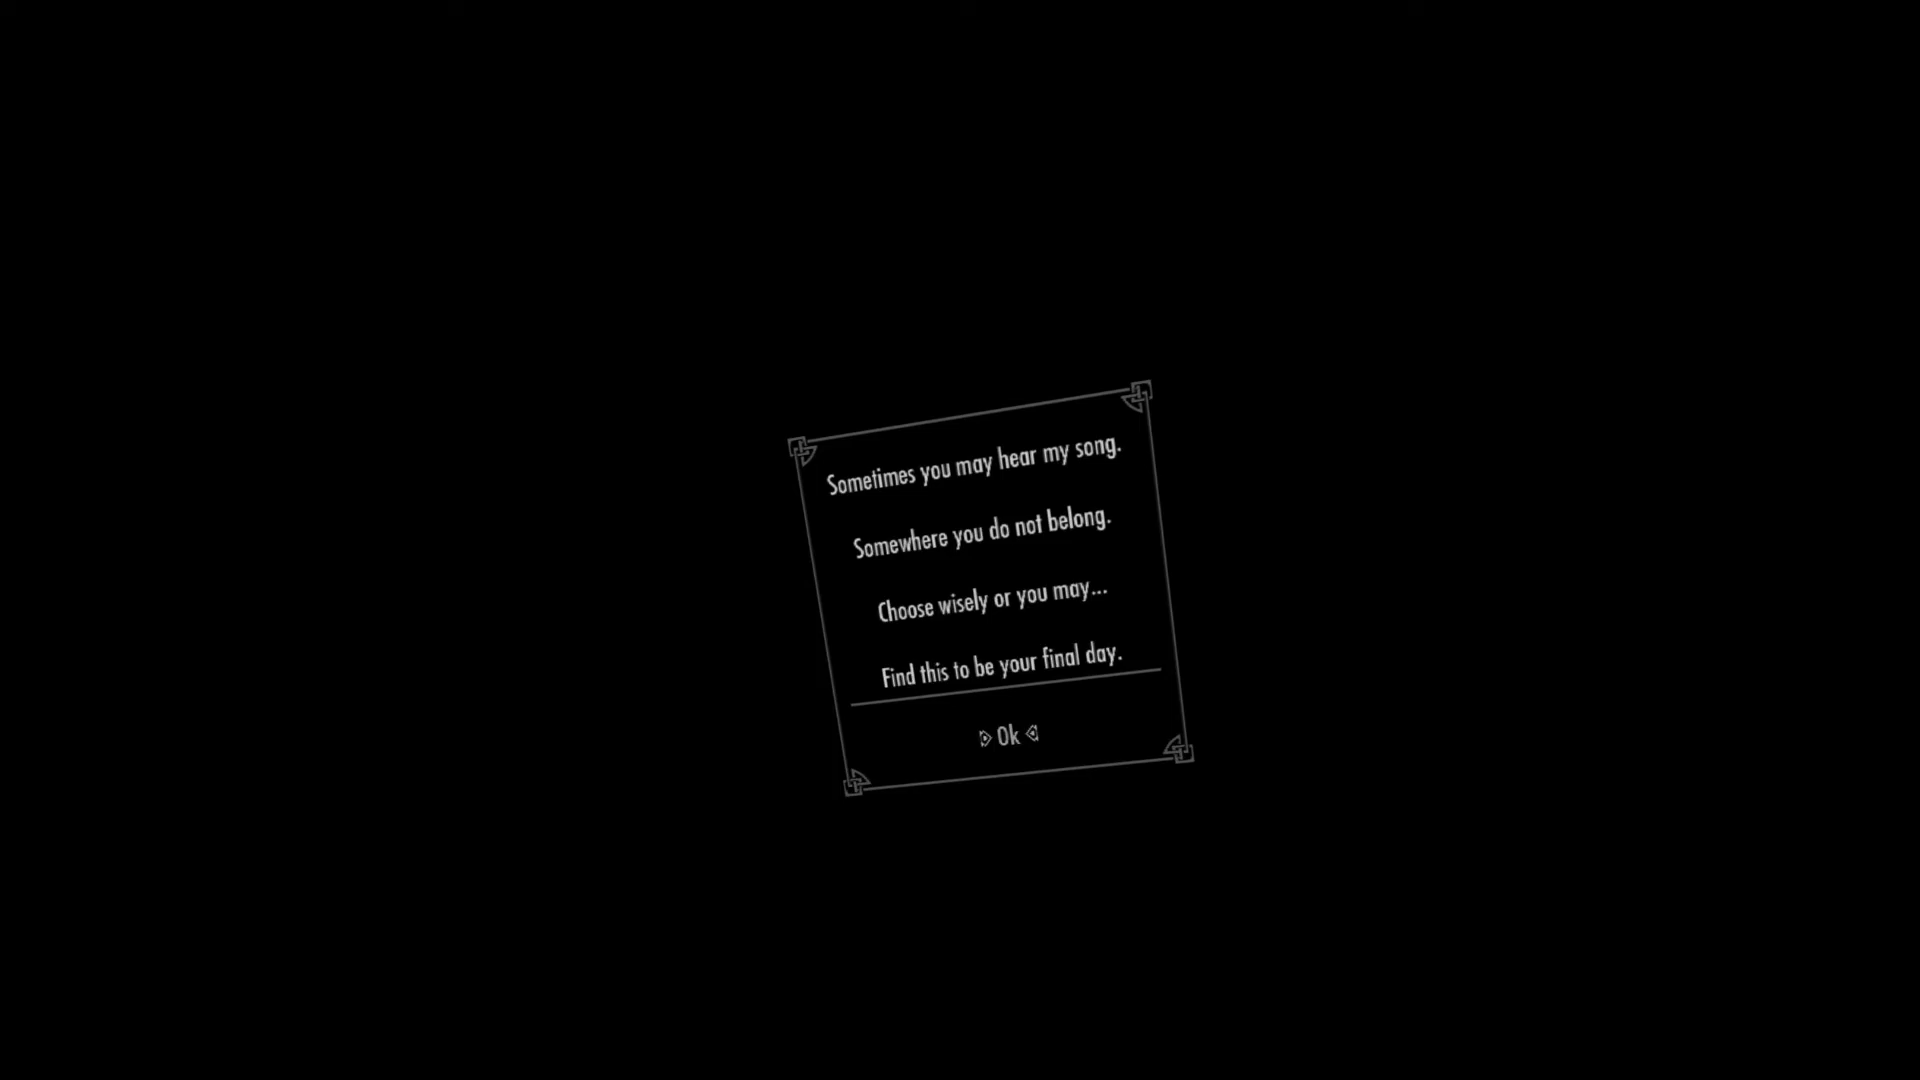 Sometimes you may hear my song.
Somewhere you do not belong.
Choose wisely or you may...
Find this to be your final day.
Ok